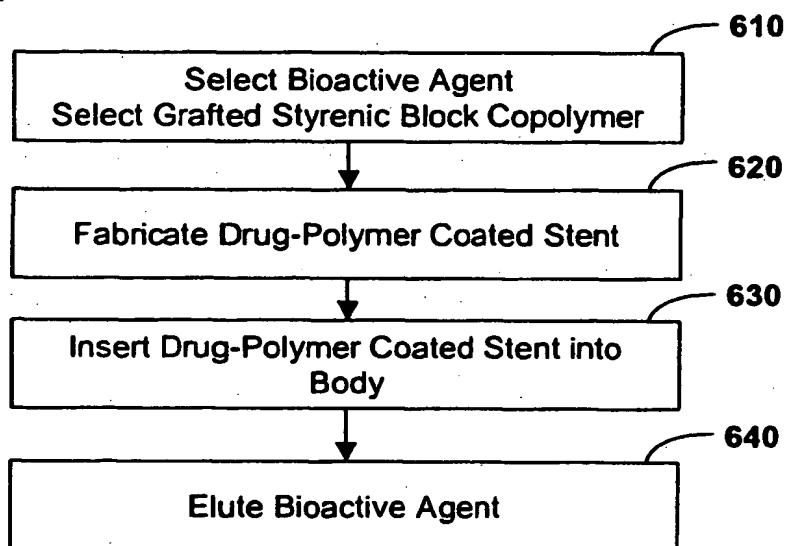 610
Select Bioactive Agent
Select Grafted Styrenic Block Copolymer
620
Fabricate Drug-Polymer Coated Stent
630
Insert Drug-Polymer Coated Stent into
Body
640
Elute Bioactive Agent